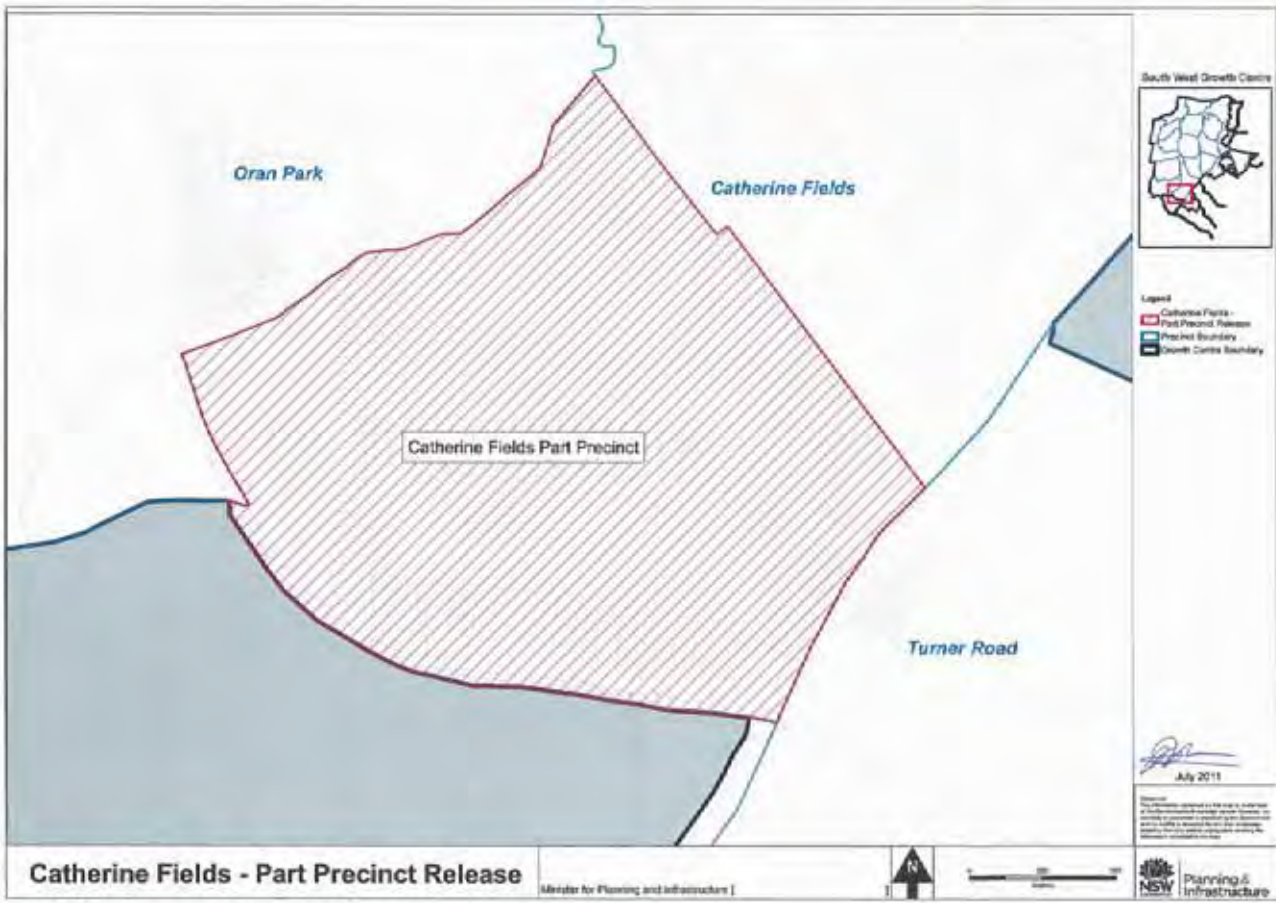 South West Growth Centre
Oran Park
Catherine Fields
Legend
Catherine Fields -
Part Precinct Release
Precinct Boundary
Growth Centre Boundary
Catherine Fields Part Precinct
Turner Road
July 2011
Catherine Fields - Part Precinct Release
Minister for Planning and Infrastructure [
]
N
NSW
Planning &
Infrastructure